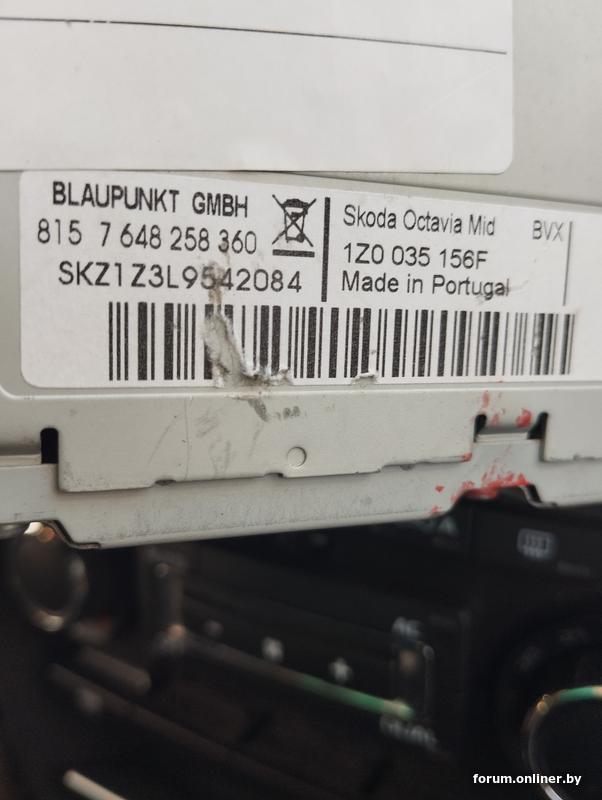 BLAUPUNKT GMBH
815 7 648 258 360
SKZ1Z3L9542084
Skoda Octavia Mid BVX
1Z0 035 156F
Made in Portugal
AC
forum.onliner.by